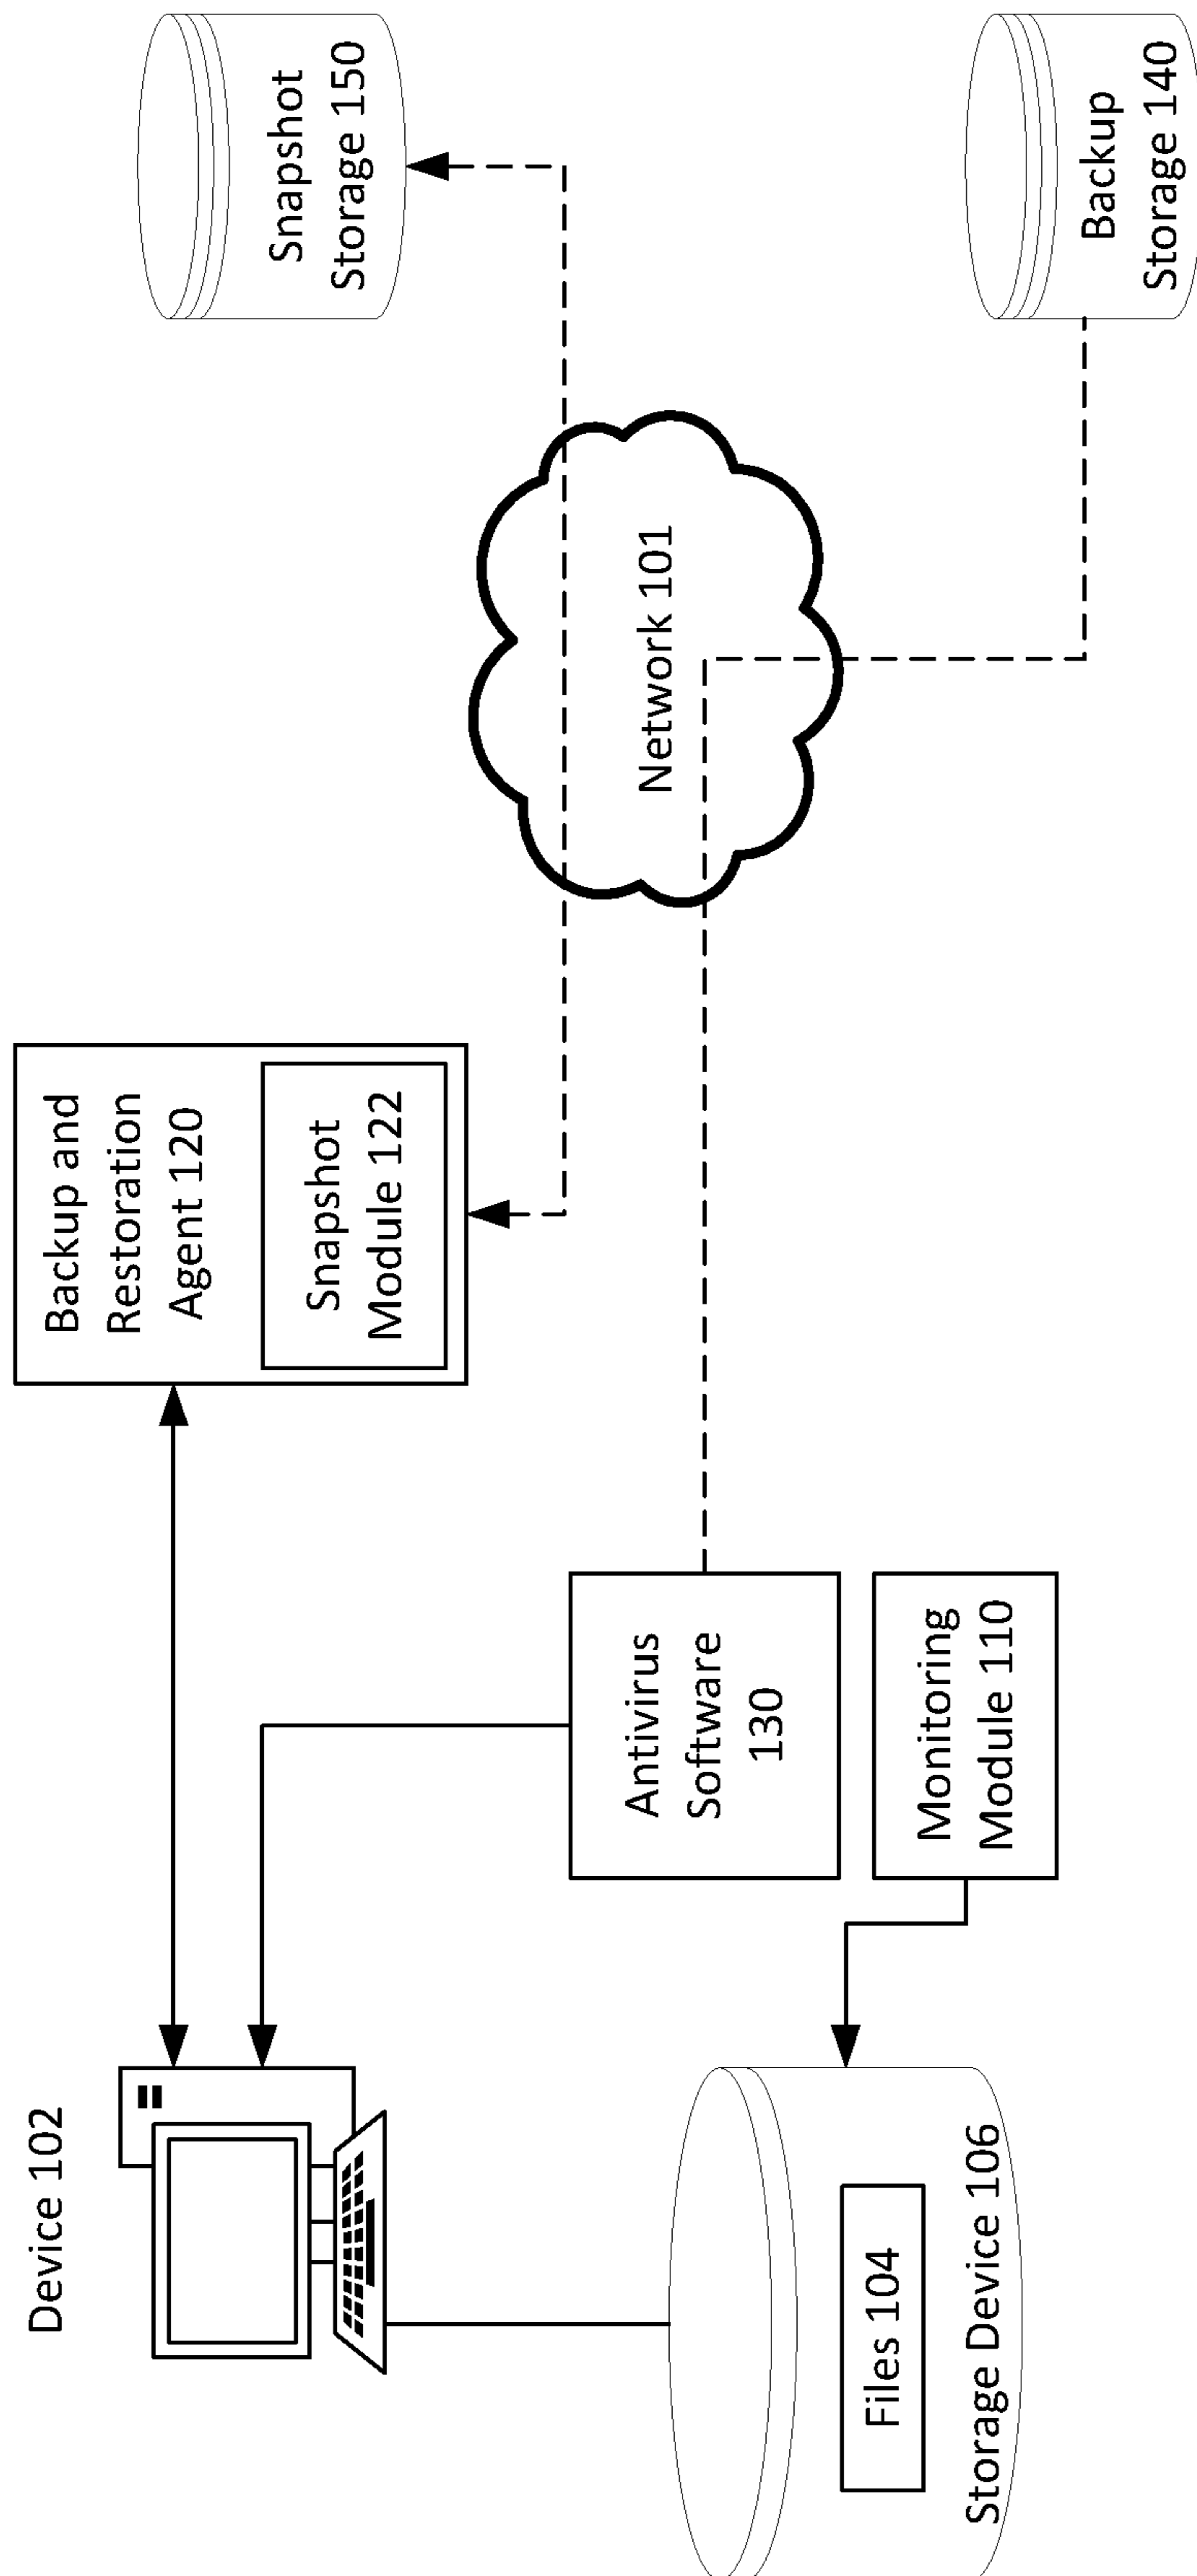 Device 102
Backup and
Restoration
Agent 120
Snapshot
Module 122
Snapshot
Storage 150
Network 101
Antivirus
Software
130
Monitoring
Module 110
Files 104
Storage Device 106
Backup
Storage 140